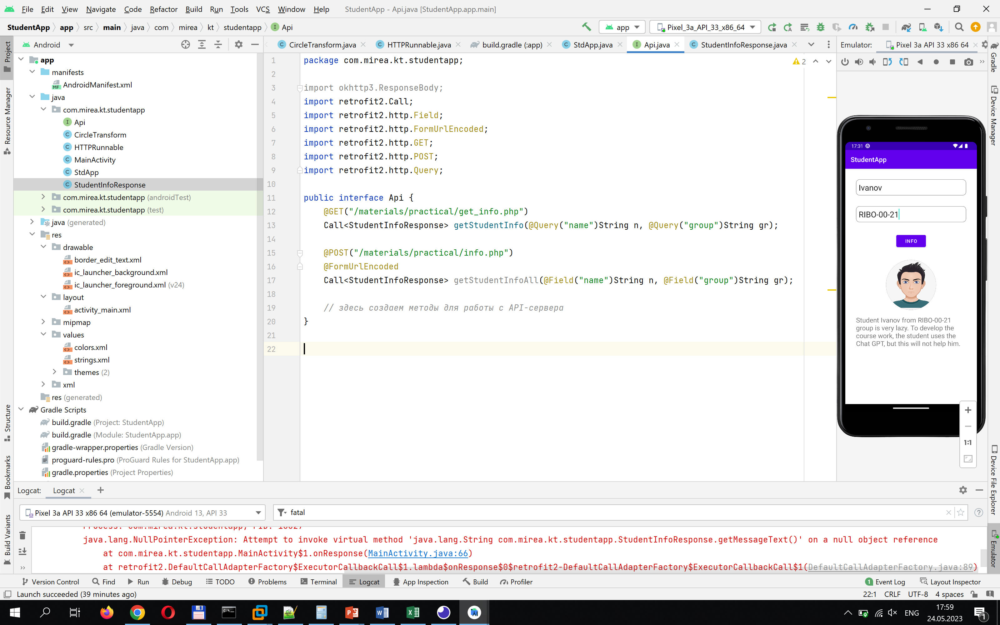 File Edit View Navigate Code Refactor Build Run Tools VCS Window Help StudentApp - Api.java [StudentApp.app.main]
StudentApp app src main java com mirea kt studentapp Api
app Pixel_3a_API_33_x86_64
Project
Resource Manager
Structure
Bookmarks
Build Variants
Android
app
manifests
AndroidManifest.xml
java
com.mirea.kt.studentapp
Api
CircleTransform
HTTPRunnable
MainActivity
StdApp
StudentInfoResponse
com.mirea.kt.studentapp (androidTest)
com.mirea.kt.studentapp (test)
java (generated)
res
drawable
border_edit_text.xml
ic_launcher_background.xml
ic_launcher_foreground.xml (v24)
layout
activity_main.xml
mipmap
values
colors.xml
strings.xml
themes (2)
xml
res (generated)
Gradle Scripts
build.gradle (Project: StudentApp)
build.gradle (Module: StudentApp.app)
gradle-wrapper.properties (Gradle Version)
proguard-rules.pro (ProGuard Rules for StudentApp.app)
gradle.properties (Project Properties)
CircleTransform.java HTTPRunnable.java build.gradle (:app) StdApp.java Api.java StudentInfoResponse.java
2
1 package com.mirea.kt.studentapp;
2
3 import okhttp3.ResponseBody;
4 import retrofit2.Call;
5 import retrofit2.http.Field;
6 import retrofit2.http.FormUrlEncoded;
7 import retrofit2.http.GET;
8 import retrofit2.http.POST;
9 import retrofit2.http.Query;
10
11 public interface Api {
12 @GET("/materials/practical/get_info.php")
13 Call<StudentInfoResponse> getStudentInfo(@Query("name")String n, @Query("group")String gr);
14
15 @POST("/materials/practical/info.php")
16 @FormUrlEncoded
17 Call<StudentInfoResponse> getStudentInfoAll(@Field("name")String n, @Field("group")String gr);
18
19 // здесь создаем методы для работы с API-сервера
20 }
21
22
Emulator: Pixel 3a API 33 x86 64
17:31
StudentApp
Ivanov
RIBO-00-21
INFO
Student Ivanov from RIBO-00-21
group is very lazy. To develop the
course work, the student uses the
Chat GPT, but this will not help him.
1:1
Gradle
Device Manager
Device File Explorer
Emulator
Logcat: Logcat
Pixel 3a API 33 x86 64 (emulator-5554) Android 13, API 33 fatal
java.lang.NullPointerException: Attempt to invoke virtual method 'java.lang.String com.mirea.kt.studentapp.StudentInfoResponse.getMessageText()' on a null object reference
at com.mirea.kt.studentapp.MainActivity$1.onResponse(MainActivity.java:66)
at retrofit2.DefaultCallAdapterFactory$ExecutorCallbackCall$1.lambda$onResponse$0$retrofit2-DefaultCallAdapterFactory$ExecutorCallbackCall$1(DefaultCallAdapterFactory.java:89)
Version Control Find Run Debug TODO Problems Terminal Logcat App Inspection Build Profiler 1 Event Log Layout Inspector
Launch succeeded (39 minutes ago) 22:1 CRLF UTF-8 4 spaces
ENG
17:59
24.05.2023
1